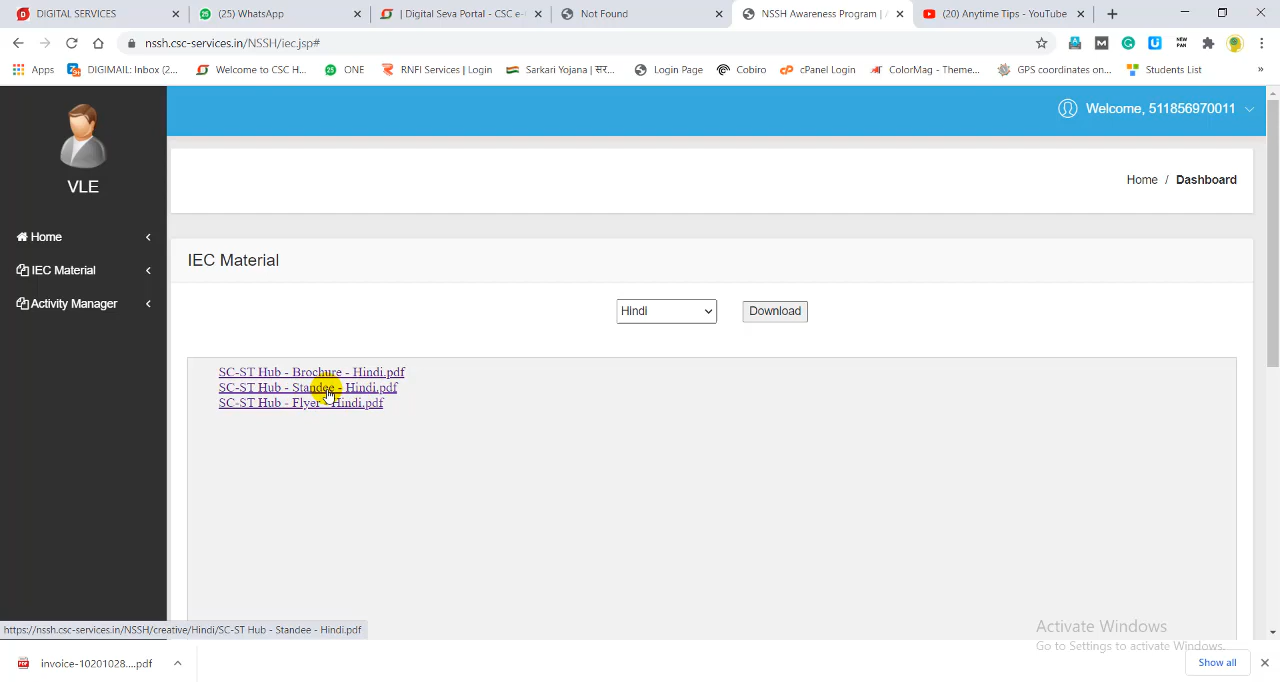 DIGITAL SERVICES
(25) WhatsApp
| Digital Seva Portal - CSC e-
Not Found
NSSH Awareness Program | A
(20) Anytime Tips - YouTube
nssh.csc-services.in/NSSH/iec.jsp#
Apps
DIGIMAIL: Inbox (2...
Welcome to CSC H...
ONE
RNFI Services | Login
Sarkari Yojana | सर...
Login Page
Cobiro
cPanel Login
ColorMag - Theme...
GPS coordinates on...
Students List
»
VLE
Home
IEC Material
Activity Manager
Welcome, 511856970011
Home / Dashboard
IEC Material
Hindi
Download
SC-ST Hub - Brochure - Hindi.pdf
SC-ST Hub - Standee - Hindi.pdf
SC-ST Hub - Flyer - Hindi.pdf
Activate Windows
Go to Settings to activate Windows.
https://nssh.csc-services.in/NSSH/creative/Hindi/SC-ST Hub - Standee - Hindi.pdf
invoice-10201028....pdf
Show all